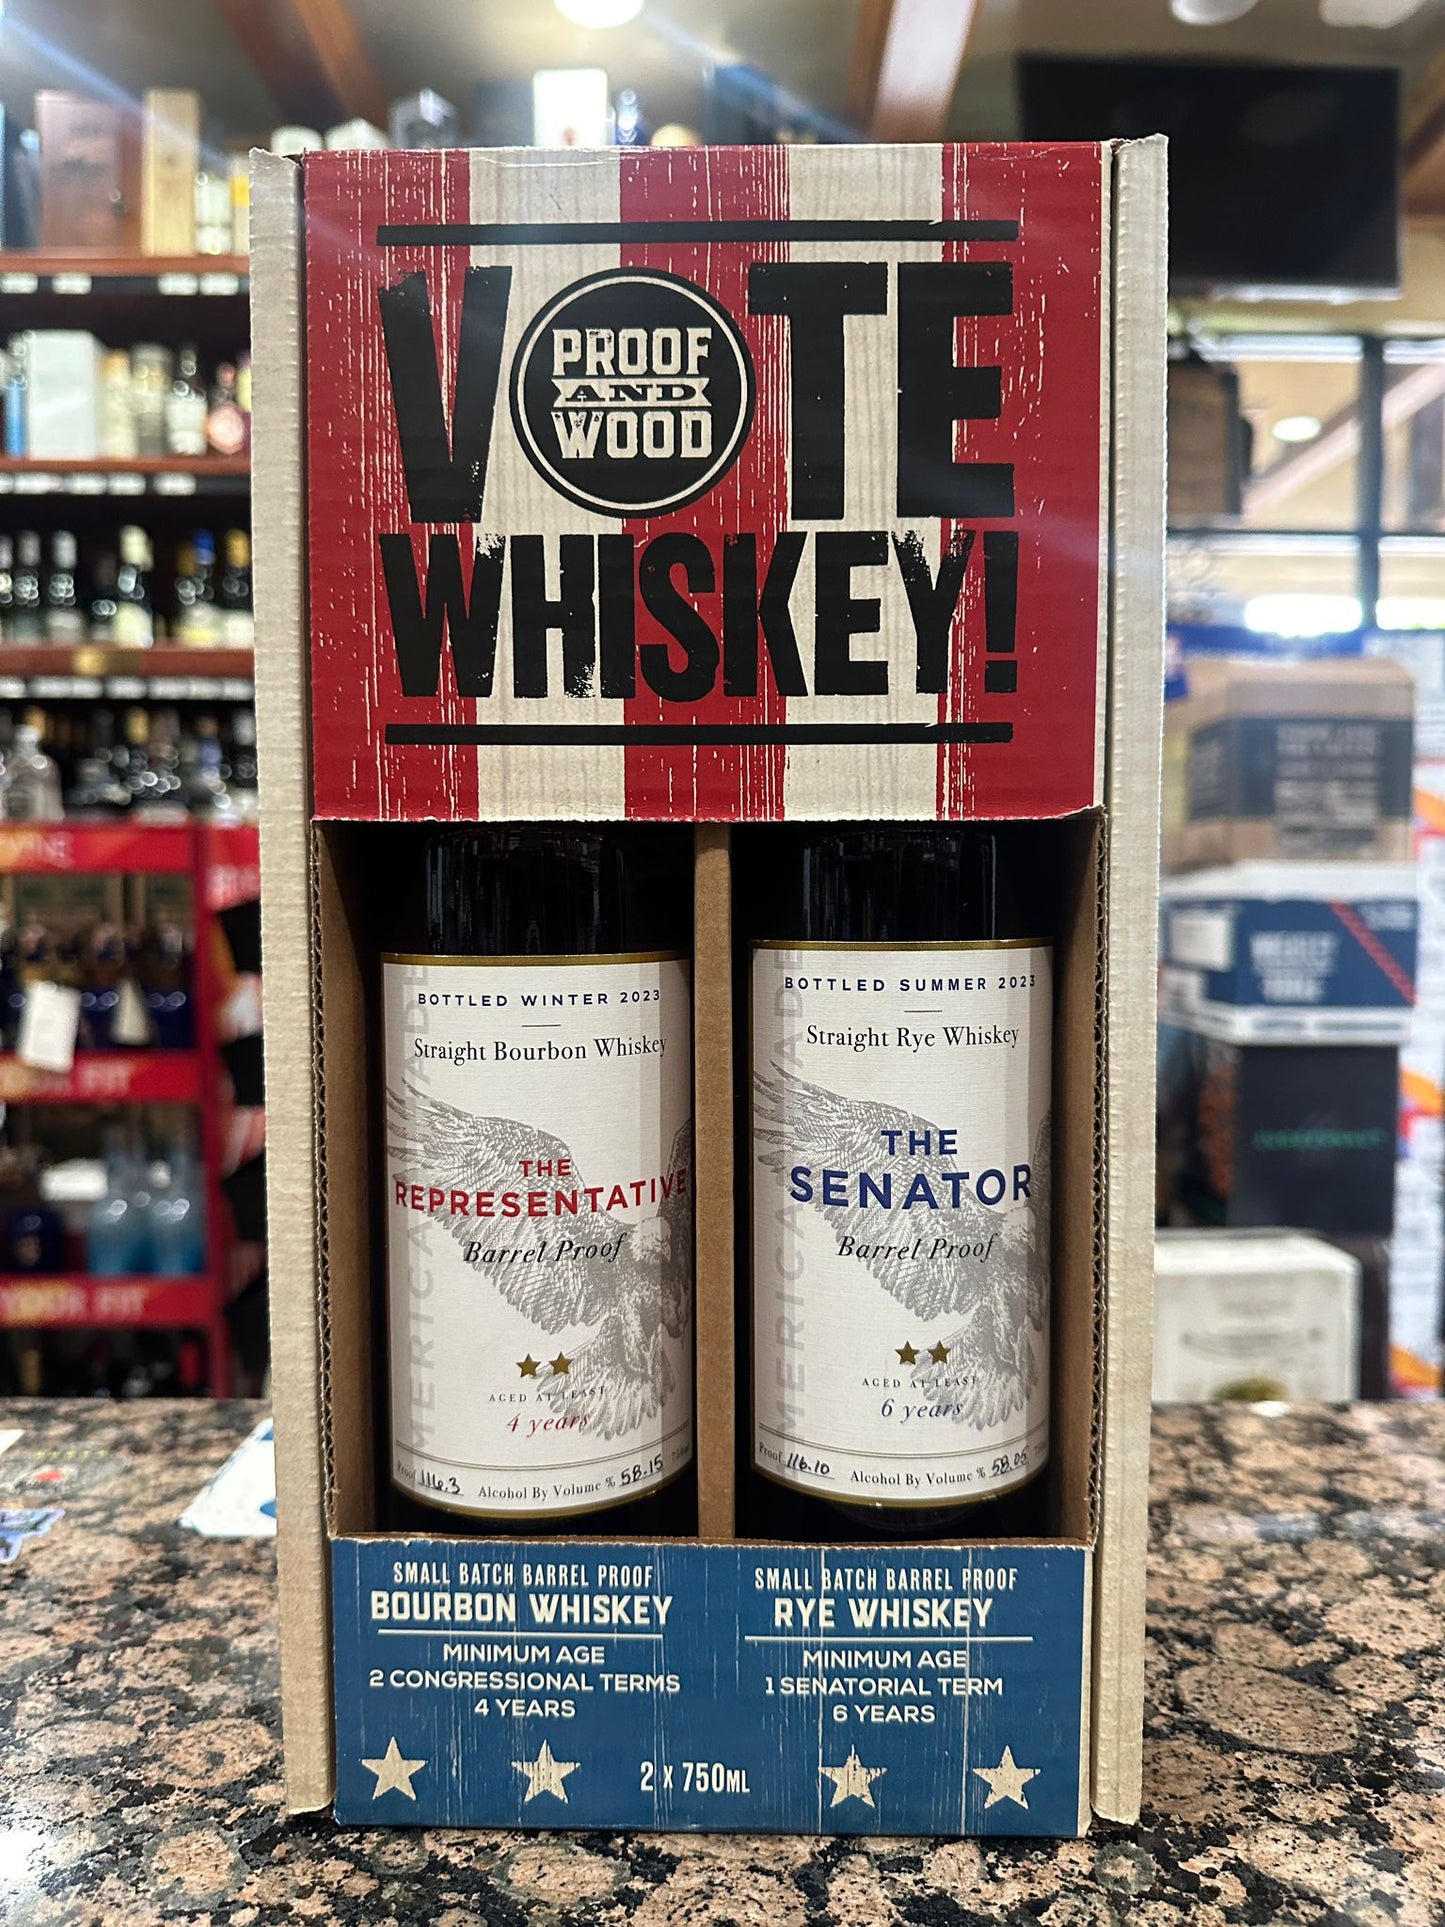 VOTE
PROOF
AND
WOOD
WHISKEY!
BOTTLED WINTER 2023
Straight Bourbon Whiskey
THE
REPRESENTATIVE
Barrel Proof
AGED AT LEAST
4 years
Proof 116.3 Alcohol By Volume % 58.15 750ml
BOTTLED SUMMER 2023
Straight Rye Whiskey
THE
SENATOR
Barrel Proof
AGED AT LEAST
6 years
Proof 116.10 Alcohol By Volume % 58.05
AMERICAN MADE
SMALL BATCH BARREL PROOF
BOURBON WHISKEY
MINIMUM AGE
2 CONGRESSIONAL TERMS
4 YEARS
SMALL BATCH BARREL PROOF
RYE WHISKEY
MINIMUM AGE
1 SENATORIAL TERM
6 YEARS
2 X 750ML